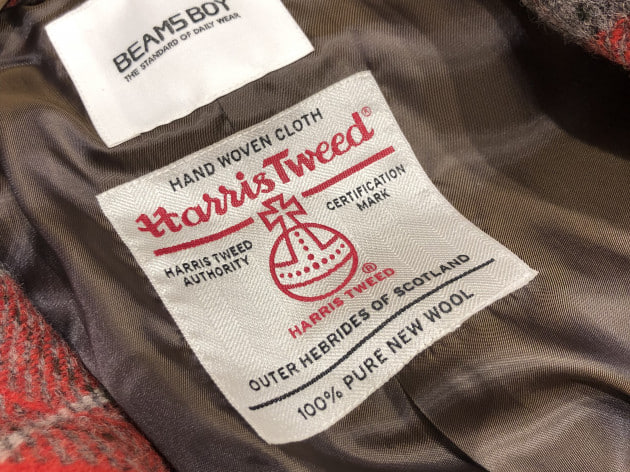 BEAMS BOY
THE STANDARD OF DAILY WEAR
HAND WOVEN CLOTH
Harris Tweed®
HARRIS TWEED
AUTHORITY
CERTIFICATION
MARK
®
HARRIS TWEED
OUTER HEBRIDES OF SCOTLAND
100% PURE NEW WOOL